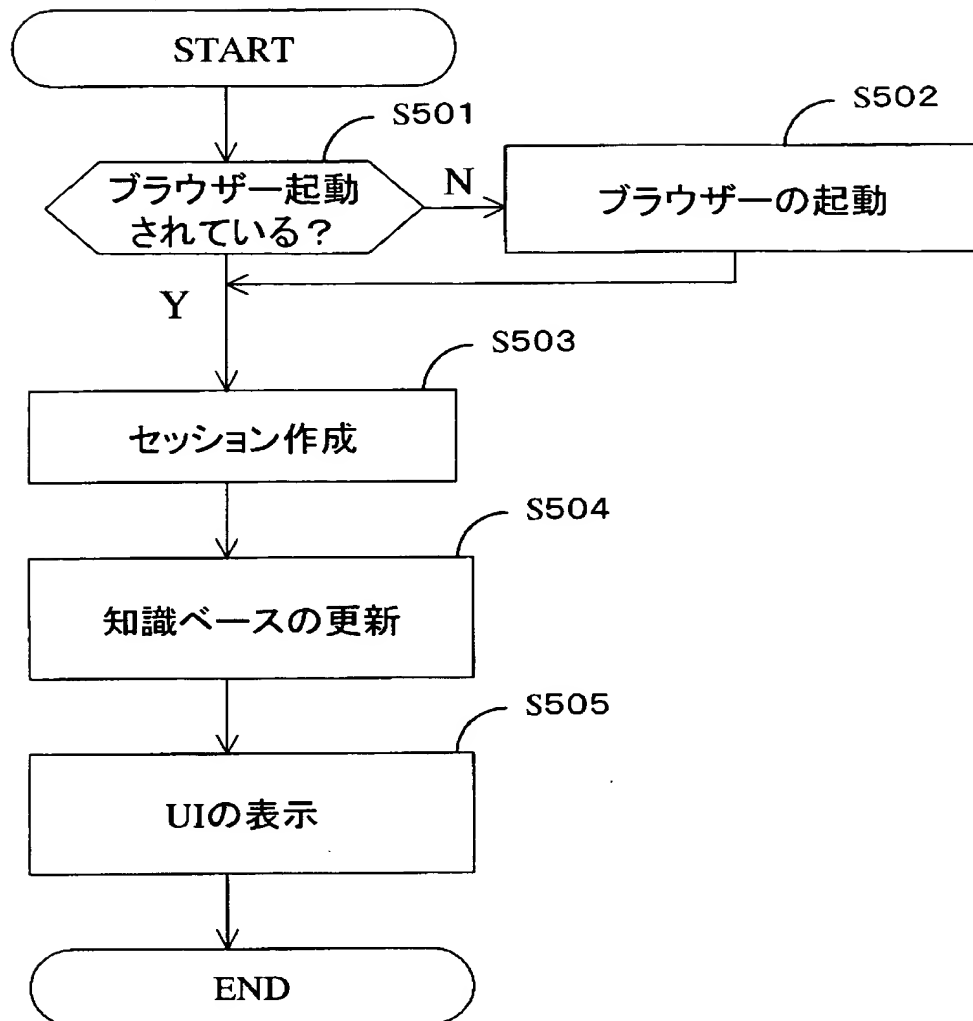 START
S501
S502
ブラウザー起動
されている？
N
ブラウザーの起動
Y
S503
セッション作成
S504
知識ベースの更新
S505
UIの表示
END